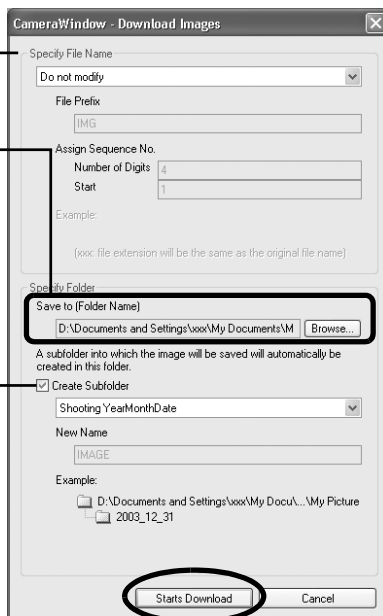 CameraWindow - Download Images
Specify File Name
Do not modify
File Prefix
IMG
Assign Sequence No.
Number of Digits 4
Start 1
Example:
(xxx: file extension will be the same as the original file name)
Specify Folder
Save to (Folder Name)
D:\Documents and Settings\xxx\My Documents\M Browse...
A subfolder into which the image will be saved will automatically be
created in this folder.
Create Subfolder
Shooting YearMonthDate
New Name
IMAGE
Example:
D:\Documents and Settings\xxx\My Docu\...\My Picture
2003_12_31
Starts Download Cancel